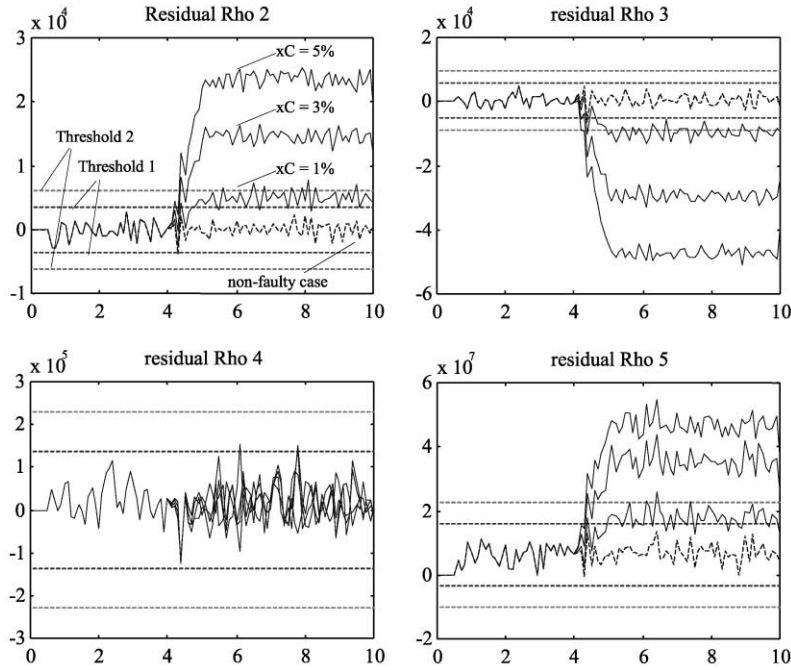 Residual Rho 2
x 10^4
3
2
1
0
-1
0 2 4 6 8 10
xC = 5%
xC = 3%
xC = 1%
Threshold 2
Threshold 1
non-faulty case
residual Rho 3
x 10^4
2
0
-2
-4
-6
0 2 4 6 8 10
residual Rho 4
x 10^5
3
2
1
0
-1
-2
-3
0 2 4 6 8 10
residual Rho 5
x 10^7
6
4
2
0
-2
0 2 4 6 8 10